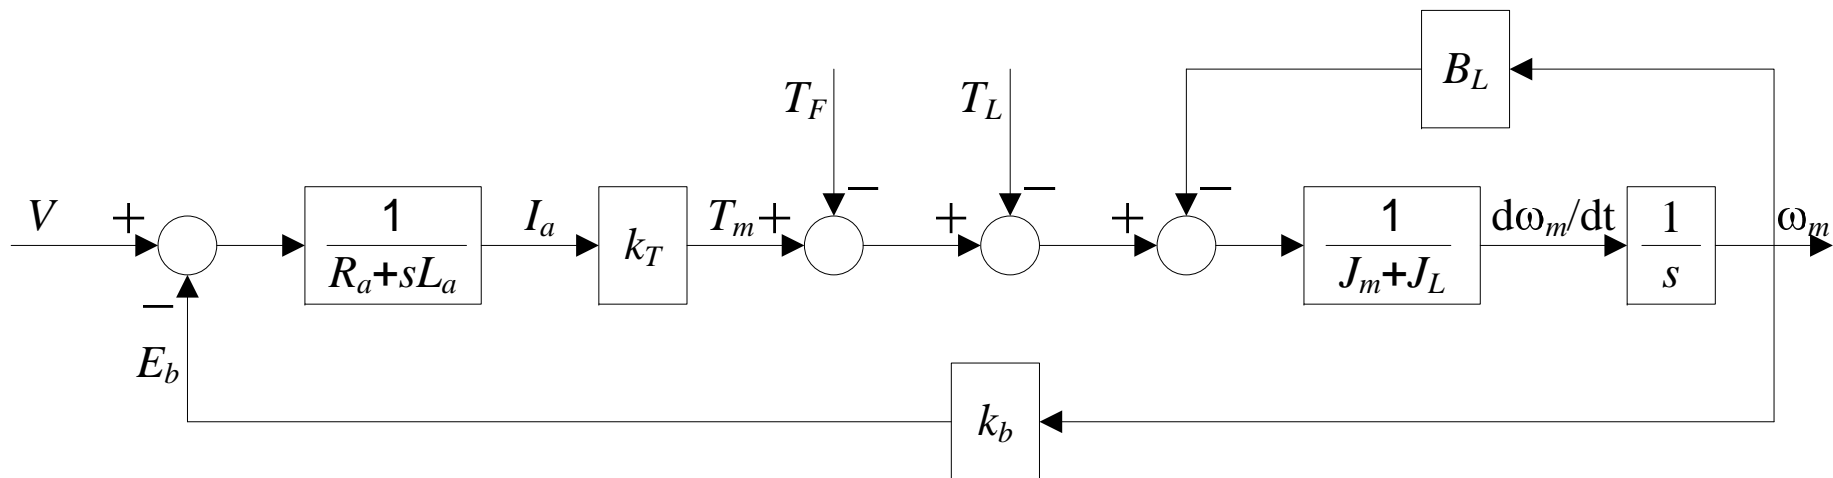 B_L
T_F T_L
V + − − − 
+ + +
1 I_a T_m 1 dω_m/dt 1 ω_m
R_a+sL_a k_T J_m+J_L s
−
E_b
k_b